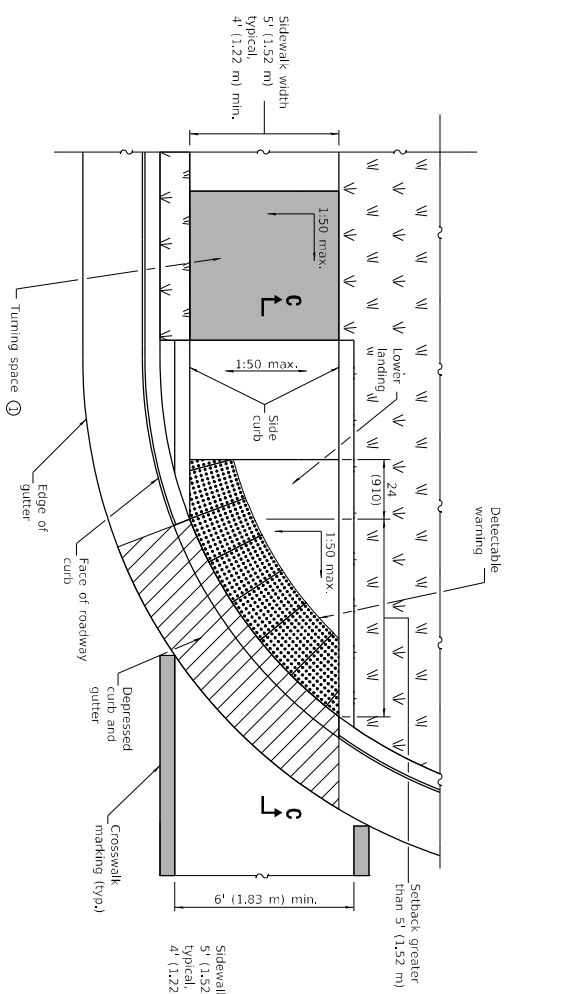 Sidewalk width
5' (1.52 m)
typical,
4' (1.22 m) min.
1:50 max.
C
Turning space ①
1:50 max.
Side
curb
Lower
landing
Edge of
gutter
Face of roadway
curb
24
(910)
1:50 max.
Detectable
warning
Depressed
curb and
gutter
Crosswalk
marking (typ.)
C
6' (1.83 m) min.
Setback greater
than 5' (1.52 m)
Sidewal
5' (1.52
typical,
4' (1.22